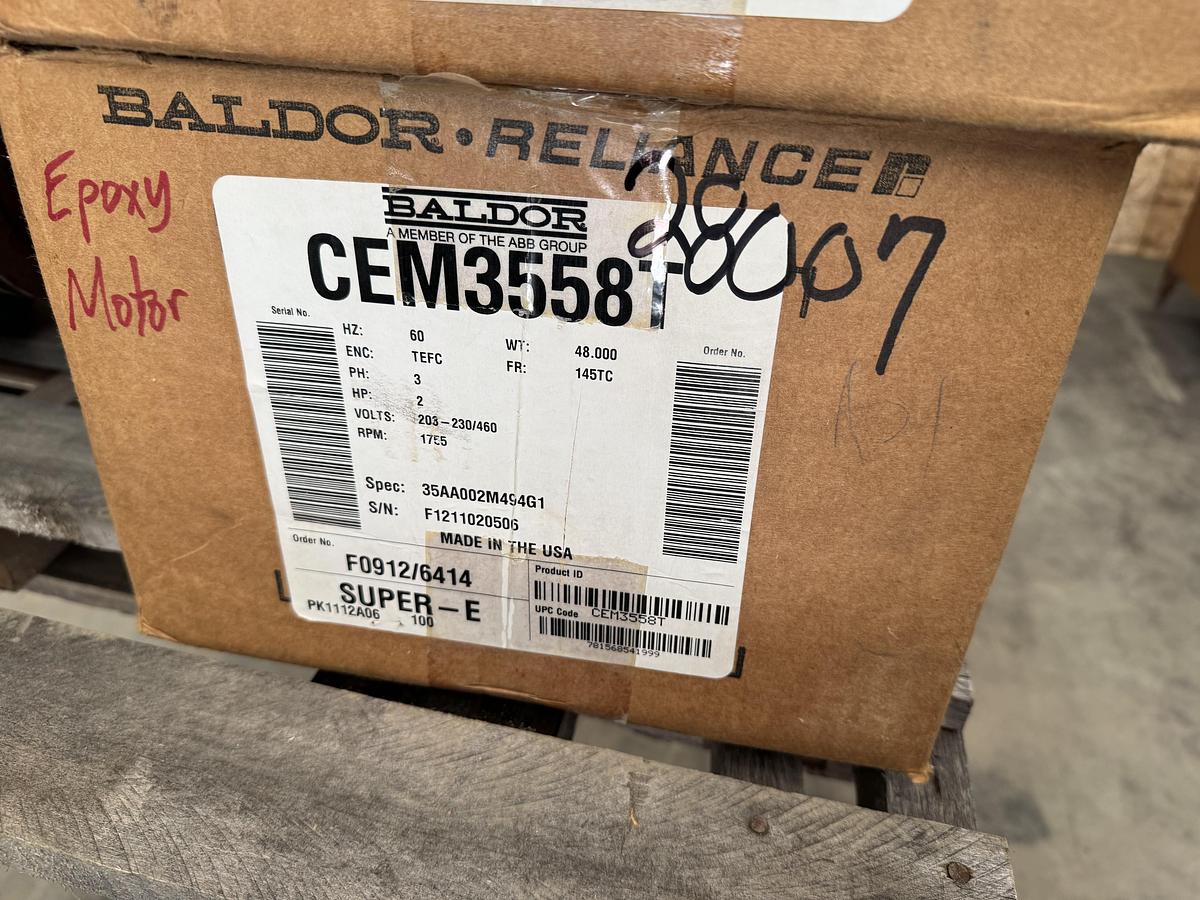 BALDOR • RELIANCE
Epoxy
Motor
BALDOR
A MEMBER OF THE ABB GROUP
CEM3558T
Serial No.
HZ: 60 WT: 48.000
ENC: TEFC FR: 145TC
PH: 3
HP: 2
VOLTS: 203-230/460
RPM: 1755
Order No.
Spec: 35AA002M494G1
S/N: F1211020506
MADE IN THE USA
Order No.
F0912/6414
SUPER-E
PK1112A06 100
Product ID
CEM3558T
UPC Code
781568541999